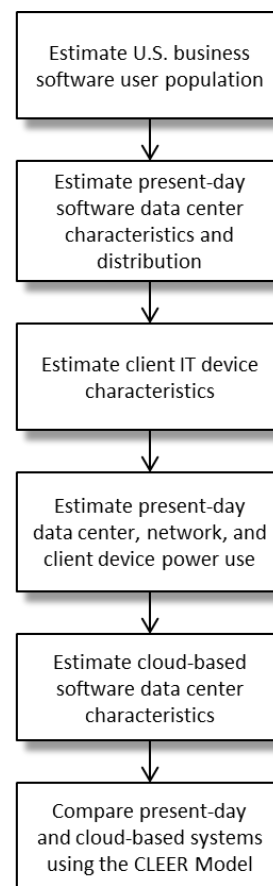 Estimate U.S. business
software user population
Estimate present-day
software data center
characteristics and
distribution
Estimate client IT device
characteristics
Estimate present-day
data center, network, and
client device power use
Estimate cloud-based
software data center
characteristics
Compare present-day
and cloud-based systems
using the CLEER Model